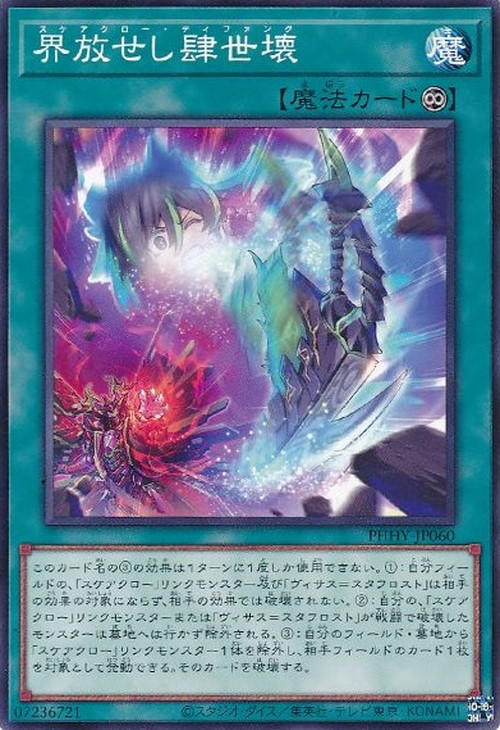 スケアクロー・ディファング
界放せし肆世壊
魔
【魔法カード】
PHHY-JP060
このカード名の③の効果は1ターンに1度しか使用できない。①：自分フィー
ルドの、「スケアクロー」リンクモンスター及び「ヴィサス＝スタフロスト」は相手
の効果の対象にならず、相手の効果では破壊されない。②：自分の、「スケア
クロー」リンクモンスターまたは「ヴィサス＝スタフロスト」が戦闘で破壊した
モンスターは墓地へは行かず除外される。③：自分のフィールド・墓地から
「スケアクロー」リンクモンスター1体を除外し、相手フィールドのカード1枚
を対象として発動できる。そのカードを破壊する。
07236721
©スタジオ・ダイス／集英社・テレビ東京・KONAMI